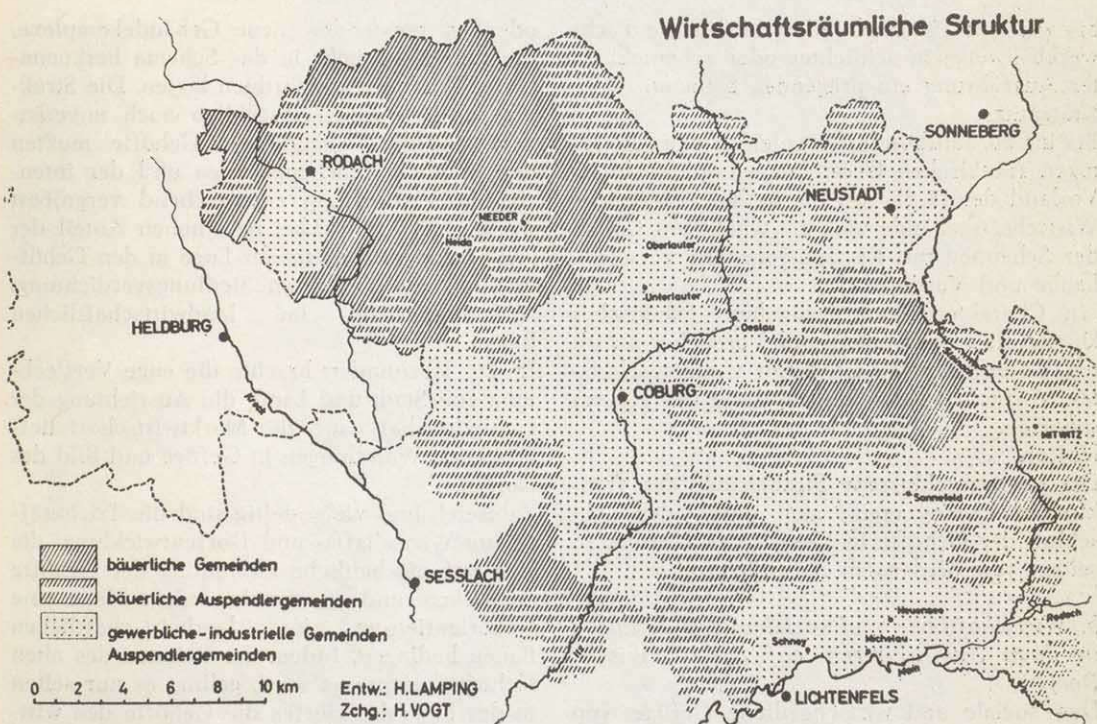 Wirtschaftsräumliche Struktur
SONNEBERG
RODACH
NEUSTADT
MEEDER
Neida
Oberlauter
Unterlauter
HELDBURG
Oeslau
COBURG
MITWITZ
Sonnefeld
SESSLACH
Neuensee
Rodach
Schney
Michelau
Main
Itz
LICHTENFELS
bäuerliche Gemeinden
bäuerliche Auspendlergemeinden
gewerbliche-industrielle Gemeinden
Auspendlergemeinden
0 2 4 6 8 10 km
Entw.: H.LAMPING
Zchg.: H.VOGT